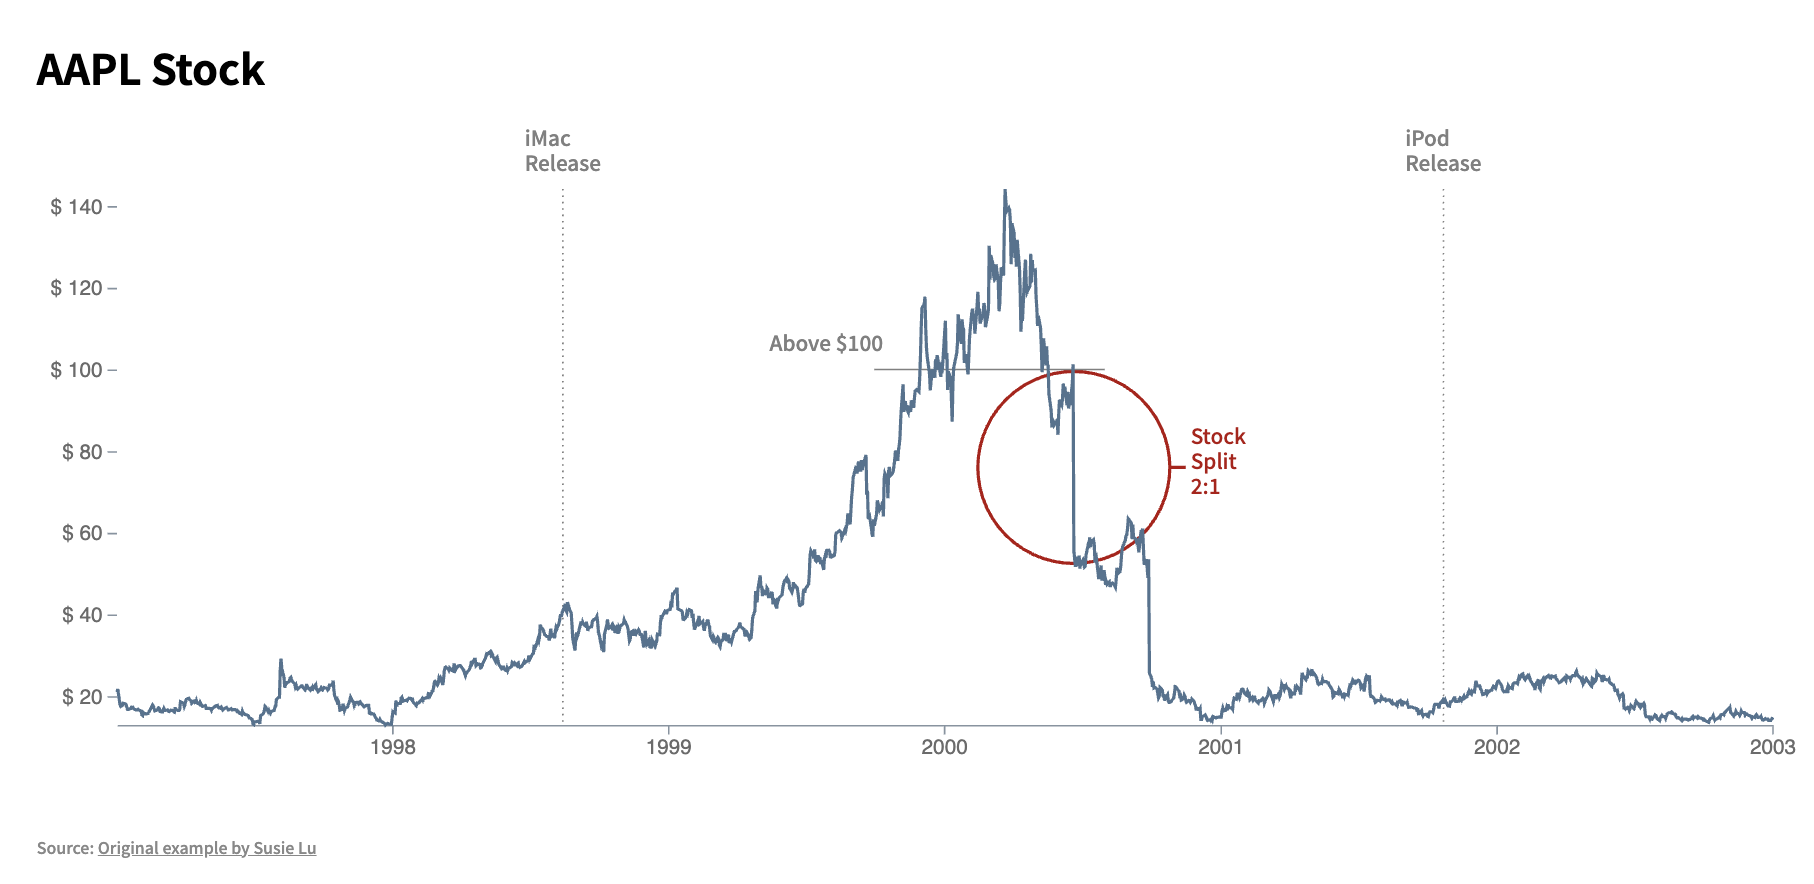 AAPL Stock
iMac
Release
iPod
Release
$ 140
$ 120
Above $100
$ 100
Stock
Split
2:1
$ 80
$ 60
$ 40
$ 20
1998
1999
2000
2001
2002
2003
Source: Original example by Susie Lu